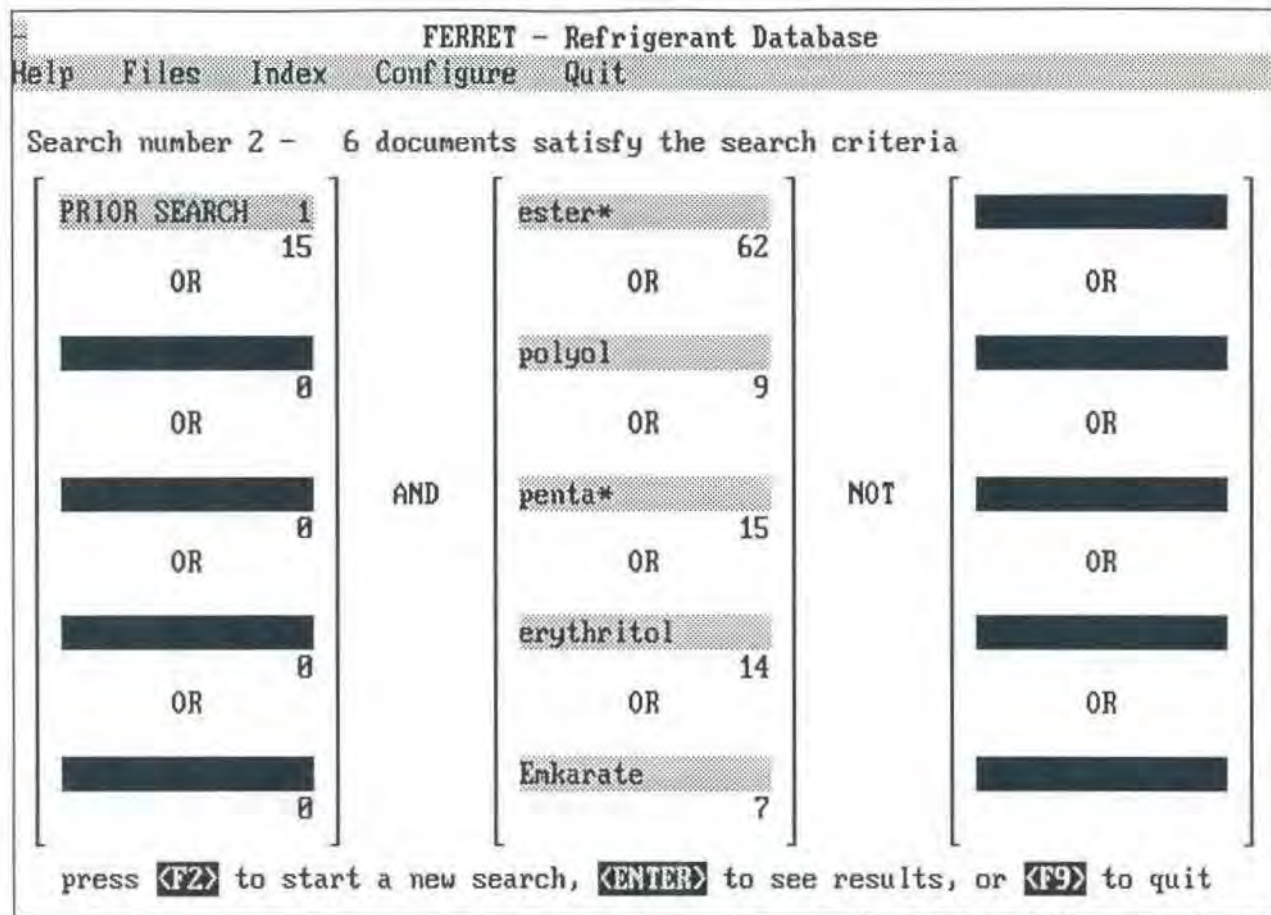 FERRET - Refrigerant Database
Help Files Index Configure Quit
Search number 2 - 6 documents satisfy the search criteria
PRIOR SEARCH 1 ester*
15 62
OR OR OR
polyol
0 9
OR OR OR
AND penta* NOT
0 15
OR OR OR
erythritol
0 14
OR OR OR
Emkarate
0 7
press <F2> to start a new search, <ENTER> to see results, or <F9> to quit